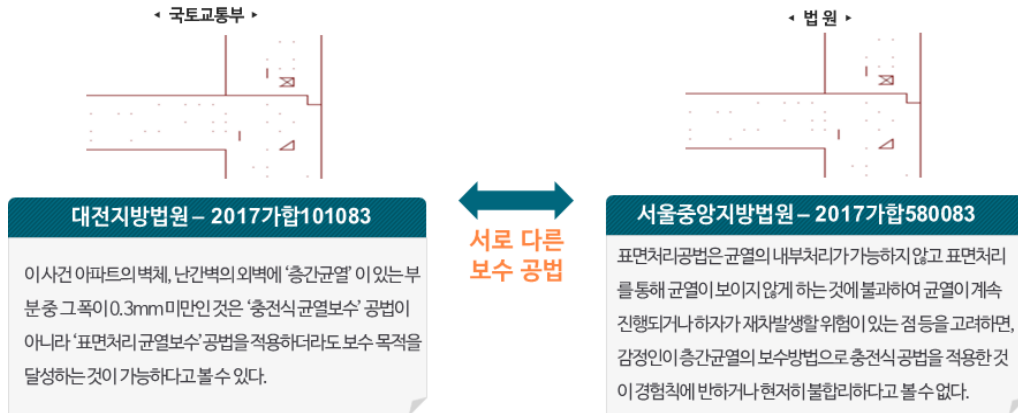 ◂ 국토교통부 ▸
대전지방법원 – 2017가합101083
이 사건 아파트의 벽체, 난간벽의 외벽에 ‘층간균열’ 이 있는 부
분 중 그 폭이 0.3mm 미만인 것은 ‘충전식 균열보수’ 공법이
아니라 ‘표면처리 균열보수’ 공법을 적용하더라도 보수 목적을
달성하는 것이 가능하다고 볼 수 있다.
서로 다른
보수 공법
◂ 법 원 ▸
서울중앙지방법원 – 2017가합580083
표면처리공법은 균열의 내부처리가 가능하지 않고 표면처리
를 통해 균열이 보이지 않게 하는 것에 불과하여 균열이 계속
진행되거나 하자가 재차발생할 위험이 있는 점 등을 고려하면,
감정인이 층간균열의 보수방법으로 충전식 공법을 적용한 것
이 경험칙에 반하거나 현저히 불합리하다고 볼 수 없다.